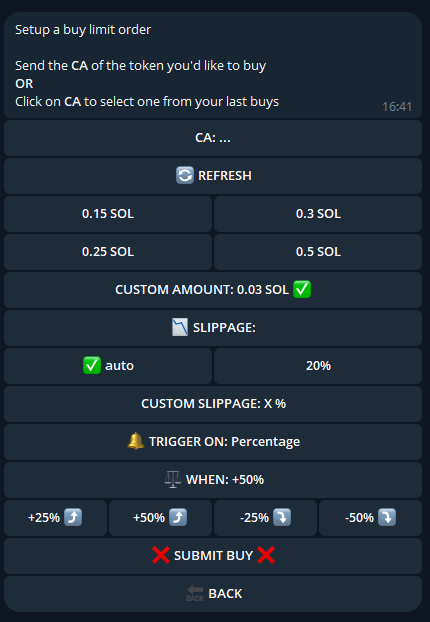 Setup a buy limit order
Send the CA of the token you'd like to buy
OR
Click on CA to select one from your last buys
16:41
CA: ...
REFRESH
0.15 SOL
0.3 SOL
0.25 SOL
0.5 SOL
CUSTOM AMOUNT: 0.03 SOL ✅
📉 SLIPPAGE:
✅ auto
20%
CUSTOM SLIPPAGE: X %
🔔 TRIGGER ON: Percentage
⚖️ WHEN: +50%
+25% ⤴️
+50% ⤴️
-25% ⤵️
-50% ⤵️
❌ SUBMIT BUY ❌
🔙 BACK